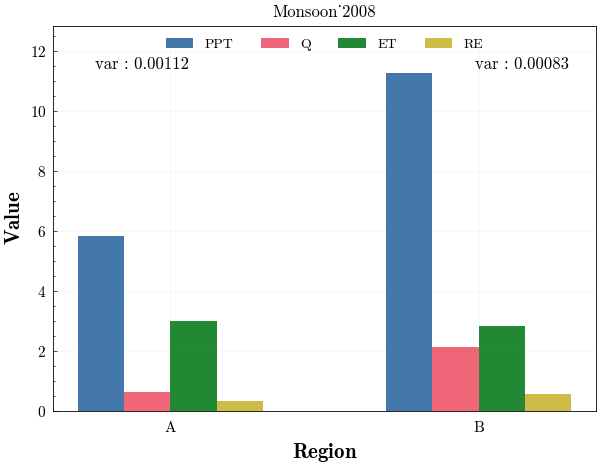 Monsoon˙2008
PPT Q ET RE
var : 0.00112
var : 0.00083
12
10
8
6
4
2
0
Value
A B
Region